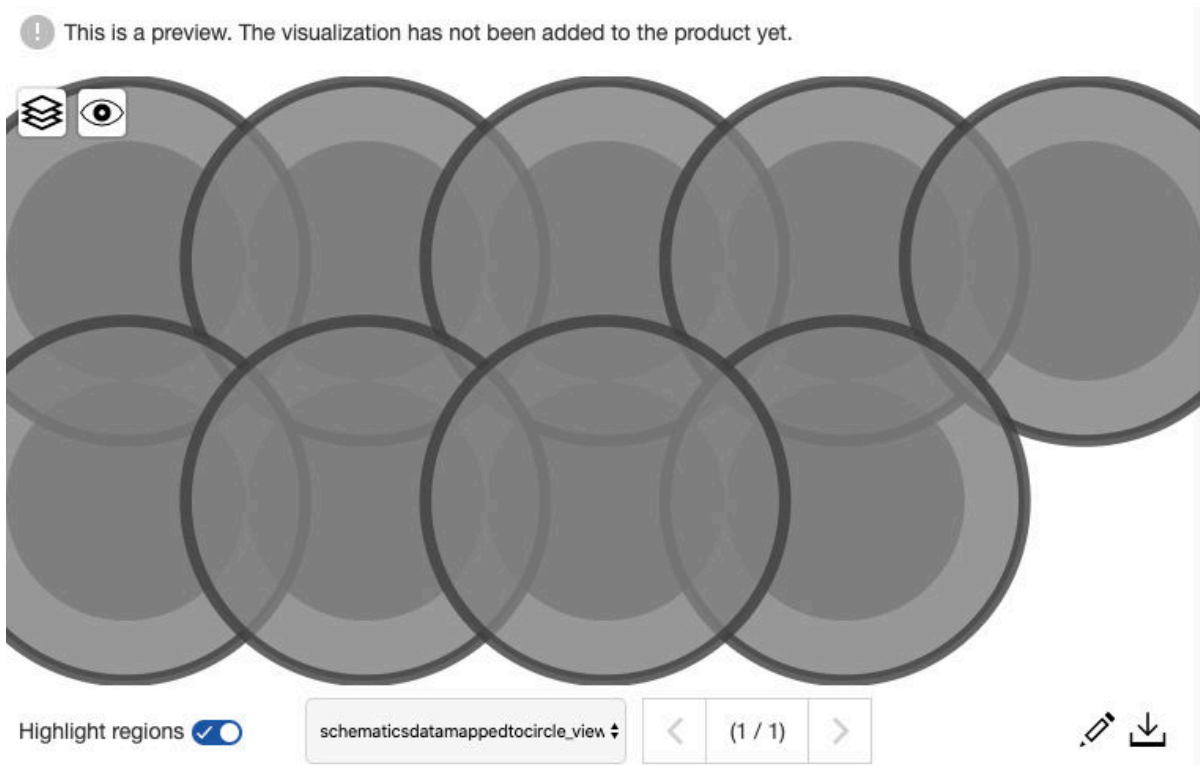 This is a preview. The visualization has not been added to the product yet.
Highlight regions
schematicsdatamappedtocircle_view
(1 / 1)